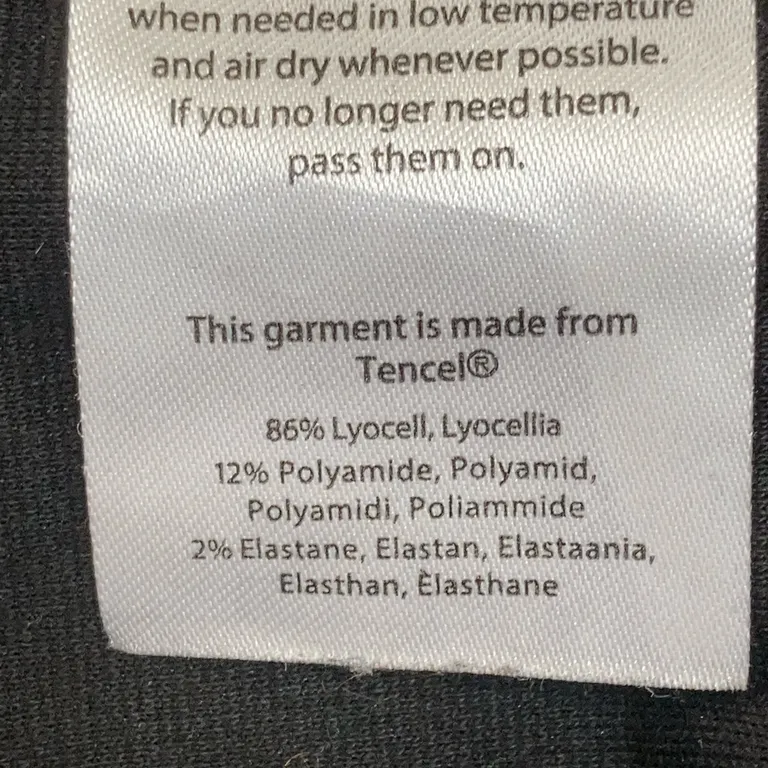 when needed in low temperature
and air dry whenever possible.
If you no longer need them,
pass them on.
This garment is made from
Tencel®
86% Lyocell, Lyocellia
12% Polyamide, Polyamid,
Polyamidi, Poliammide
2% Elastane, Elastan, Elastaania,
Elasthan, Èlasthane